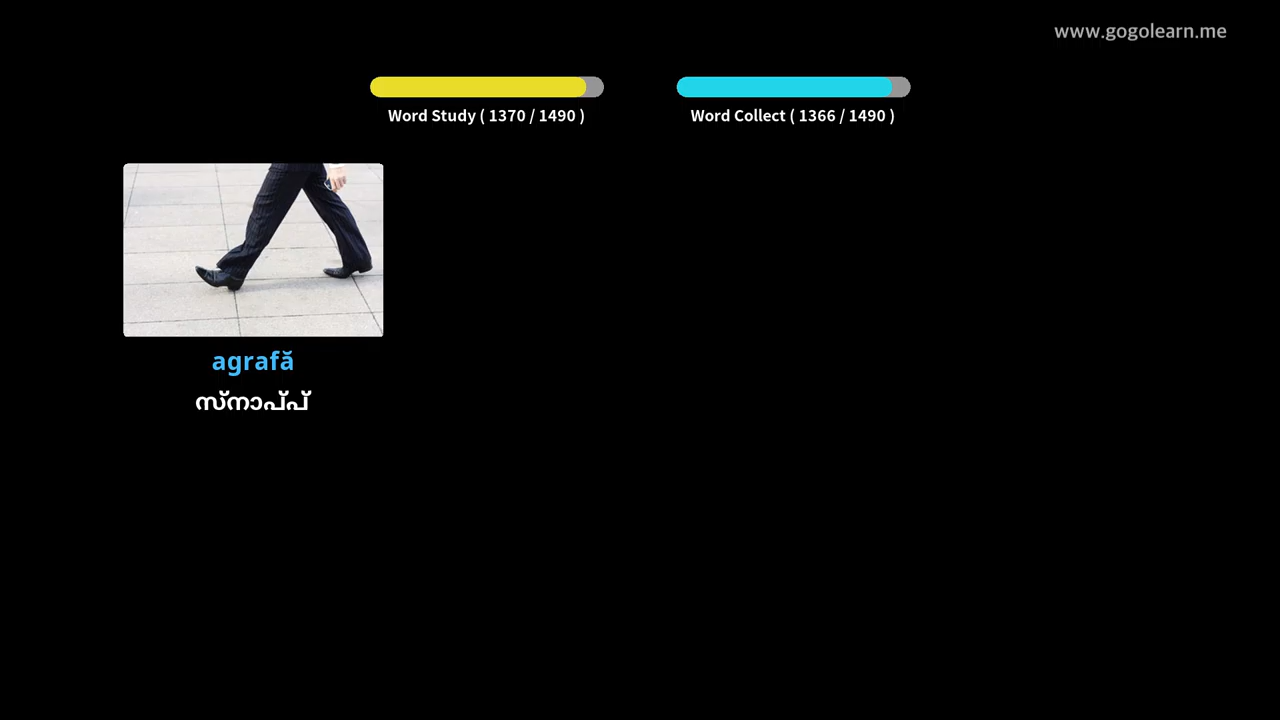 www.gogolearn.me
Word Study ( 1370 / 1490 )
Word Collect ( 1366 / 1490 )
agrafă
സ്നാപ്പ്